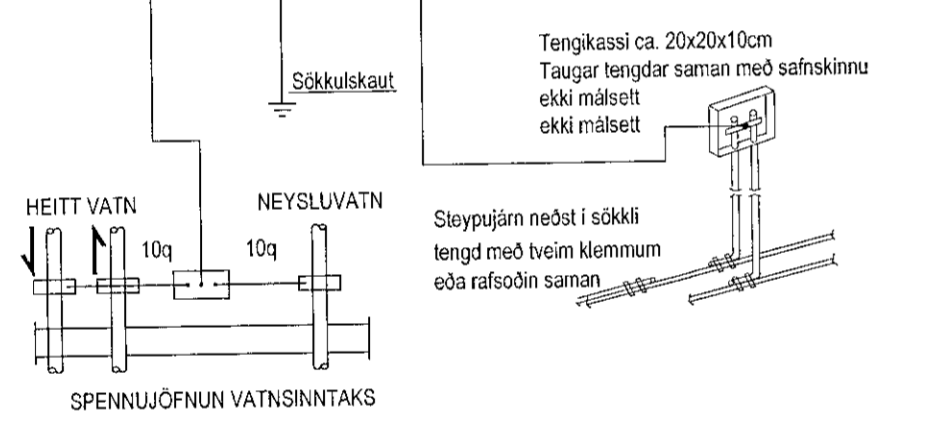 Tengikassi ca. 20x20x10cm
Taugar tengdar saman með safnskinnu
ekki málsett
ekki málsett
Sökkulskaut
HEITT VATN
NEYSLUVATN
10q
10q
Steypujárn neðst í sökkli
tengd með tveim klemmum
eða rafsoðin saman
SPENNUJÖFNUN VATNSINNTAKS